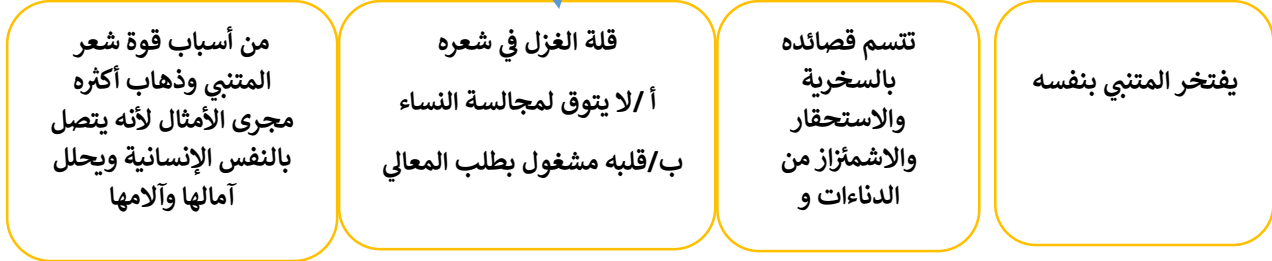 يفتخر المتنبي بنفسه
تتسم قصائده
بالسخرية
والاستحقار
والاشمئزاز من
الدناءات و
قلة الغزل في شعره
أ /لا يتوق لمجالسة النساء
ب/قلبه مشغول بطلب المعالي
من أسباب قوة شعر
المتنبي وذهاب أكثره
مجرى الأمثال لأنه يتصل
بالنفس الإنسانية ويحلل
آمالها وآلامها